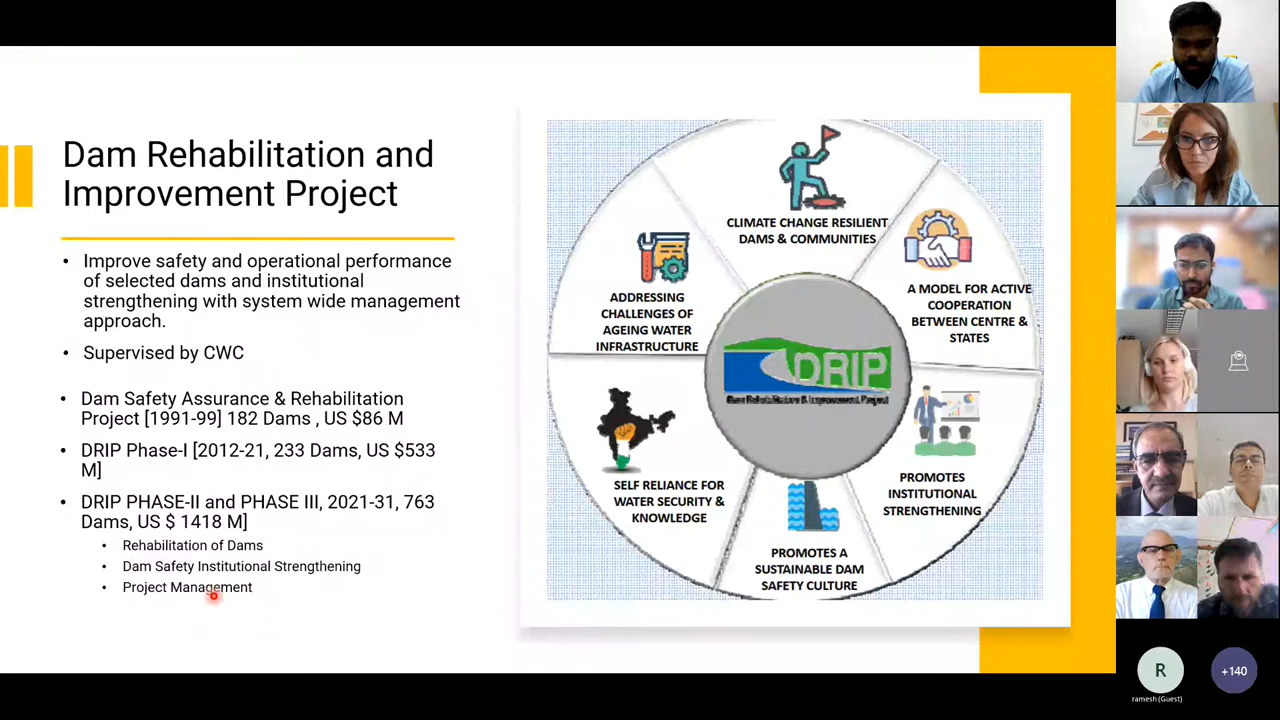 Dam Rehabilitation and
Improvement Project
• Improve safety and operational performance
of selected dams and institutional
strengthening with system wide management
approach.
• Supervised by CWC
• Dam Safety Assurance & Rehabilitation
Project [1991-99] 182 Dams , US $86 M
• DRIP Phase-I [2012-21, 233 Dams, US $533
M]
• DRIP PHASE-II and PHASE III, 2021-31, 763
Dams, US $ 1418 M]
• Rehabilitation of Dams
• Dam Safety Institutional Strengthening
• Project Management
CLIMATE CHANGE RESILIENT
DAMS & COMMUNITIES
A MODEL FOR ACTIVE
COOPERATION
BETWEEN CENTRE &
STATES
PROMOTES
INSTITUTIONAL
STRENGTHENING
PROMOTES A
SUSTAINABLE DAM
SAFETY CULTURE
SELF RELIANCE FOR
WATER SECURITY &
KNOWLEDGE
ADDRESSING
CHALLENGES OF
AGEING WATER
INFRASTRUCTURE
DRIP
Dam Rehabilitation & Improvement Project
R
ramesh (Guest)
+140